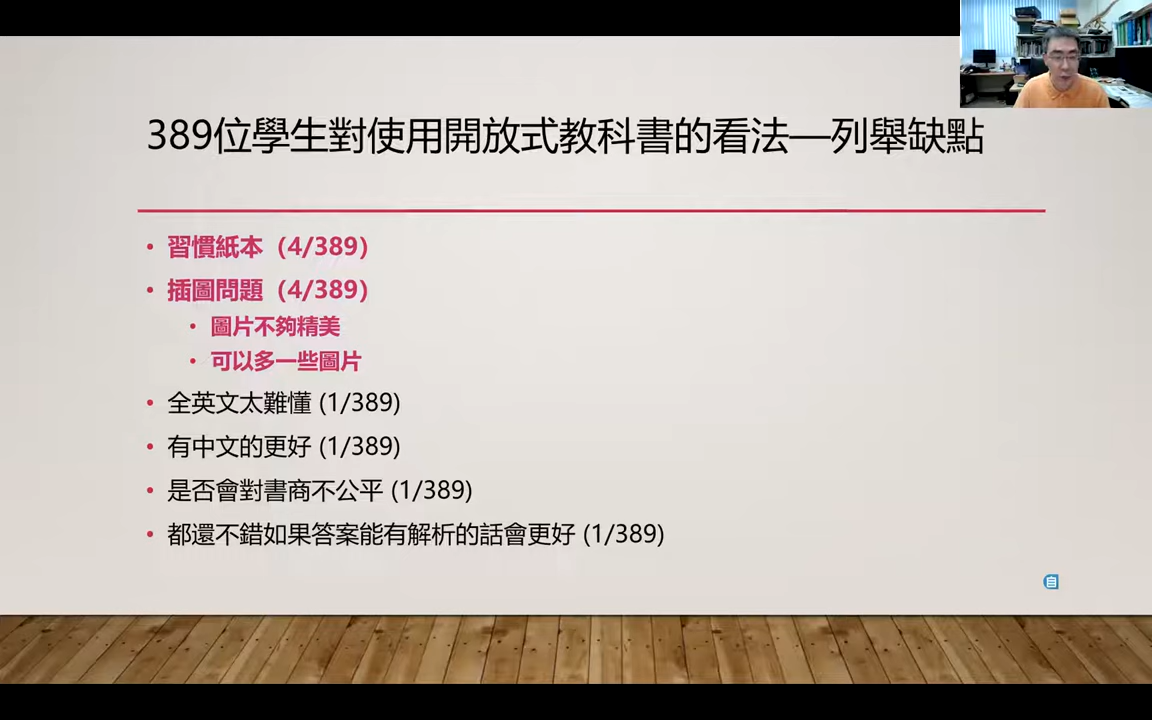 389位學生對使用開放式教科書的看法—列舉缺點
• 習慣紙本（4/389）
• 插圖問題（4/389）
• 圖片不夠精美
• 可以多一些圖片
• 全英文太難懂 (1/389)
• 有中文的更好 (1/389)
• 是否會對書商不公平 (1/389)
• 都還不錯如果答案能有解析的話會更好 (1/389)
自